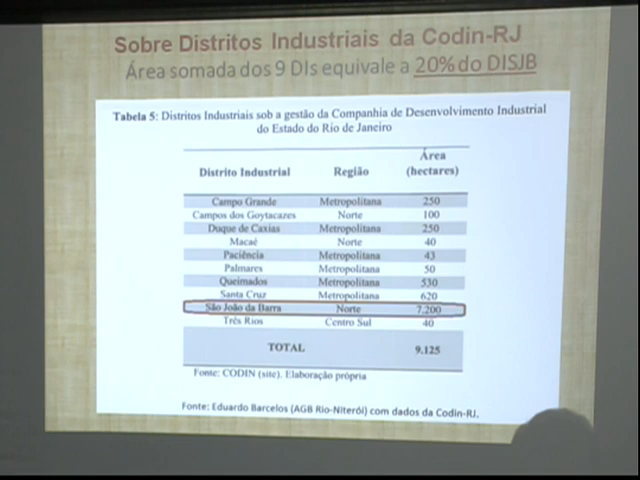 Sobre Distritos Industriais da Codin-RJ
Área somada dos 9 DIs equivale a 20% do DISJB
Tabela 5: Distritos Industriais sob a gestão da Companhia de Desenvolvimento Industrial
do Estado do Rio de Janeiro
Distrito Industrial Região Área (hectares)
Campo Grande Metropolitana 250
Campos dos Goytacazes Norte 100
Duque de Caxias Metropolitana 250
Macaé Norte 40
Paciência Metropolitana 43
Palmares Metropolitana 50
Queimados Metropolitana 530
Santa Cruz Metropolitana 620
São João da Barra Norte 7.200
Três Rios Centro Sul 40
TOTAL 9.125
Fonte: CODIN (site). Elaboração própria
Fonte: Eduardo Barcelos (AGB Rio-Niterói) com dados da Codin-RJ.